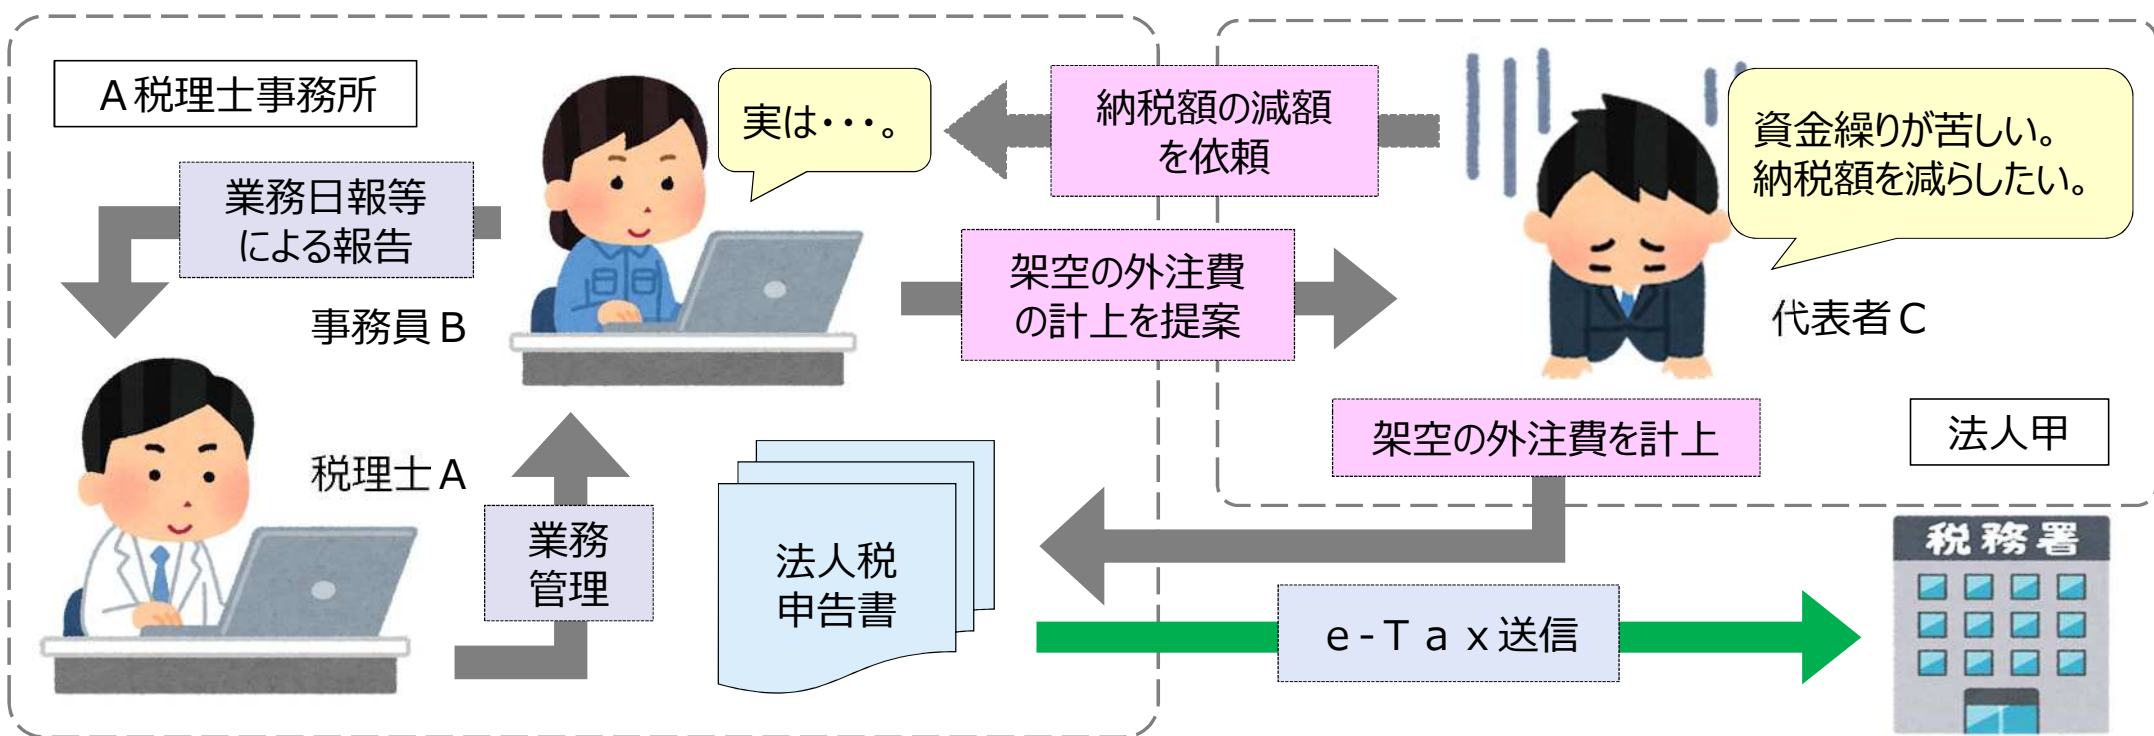 A税理士事務所
業務日報等
による報告
事務員B
実は・・・。
納税額の減額
を依頼
資金繰りが苦しい。
納税額を減らしたい。
架空の外注費
の計上を提案
代表者C
税理士A
業務
管理
法人税
申告書
架空の外注費を計上
法人甲
e-Tax送信
税務署